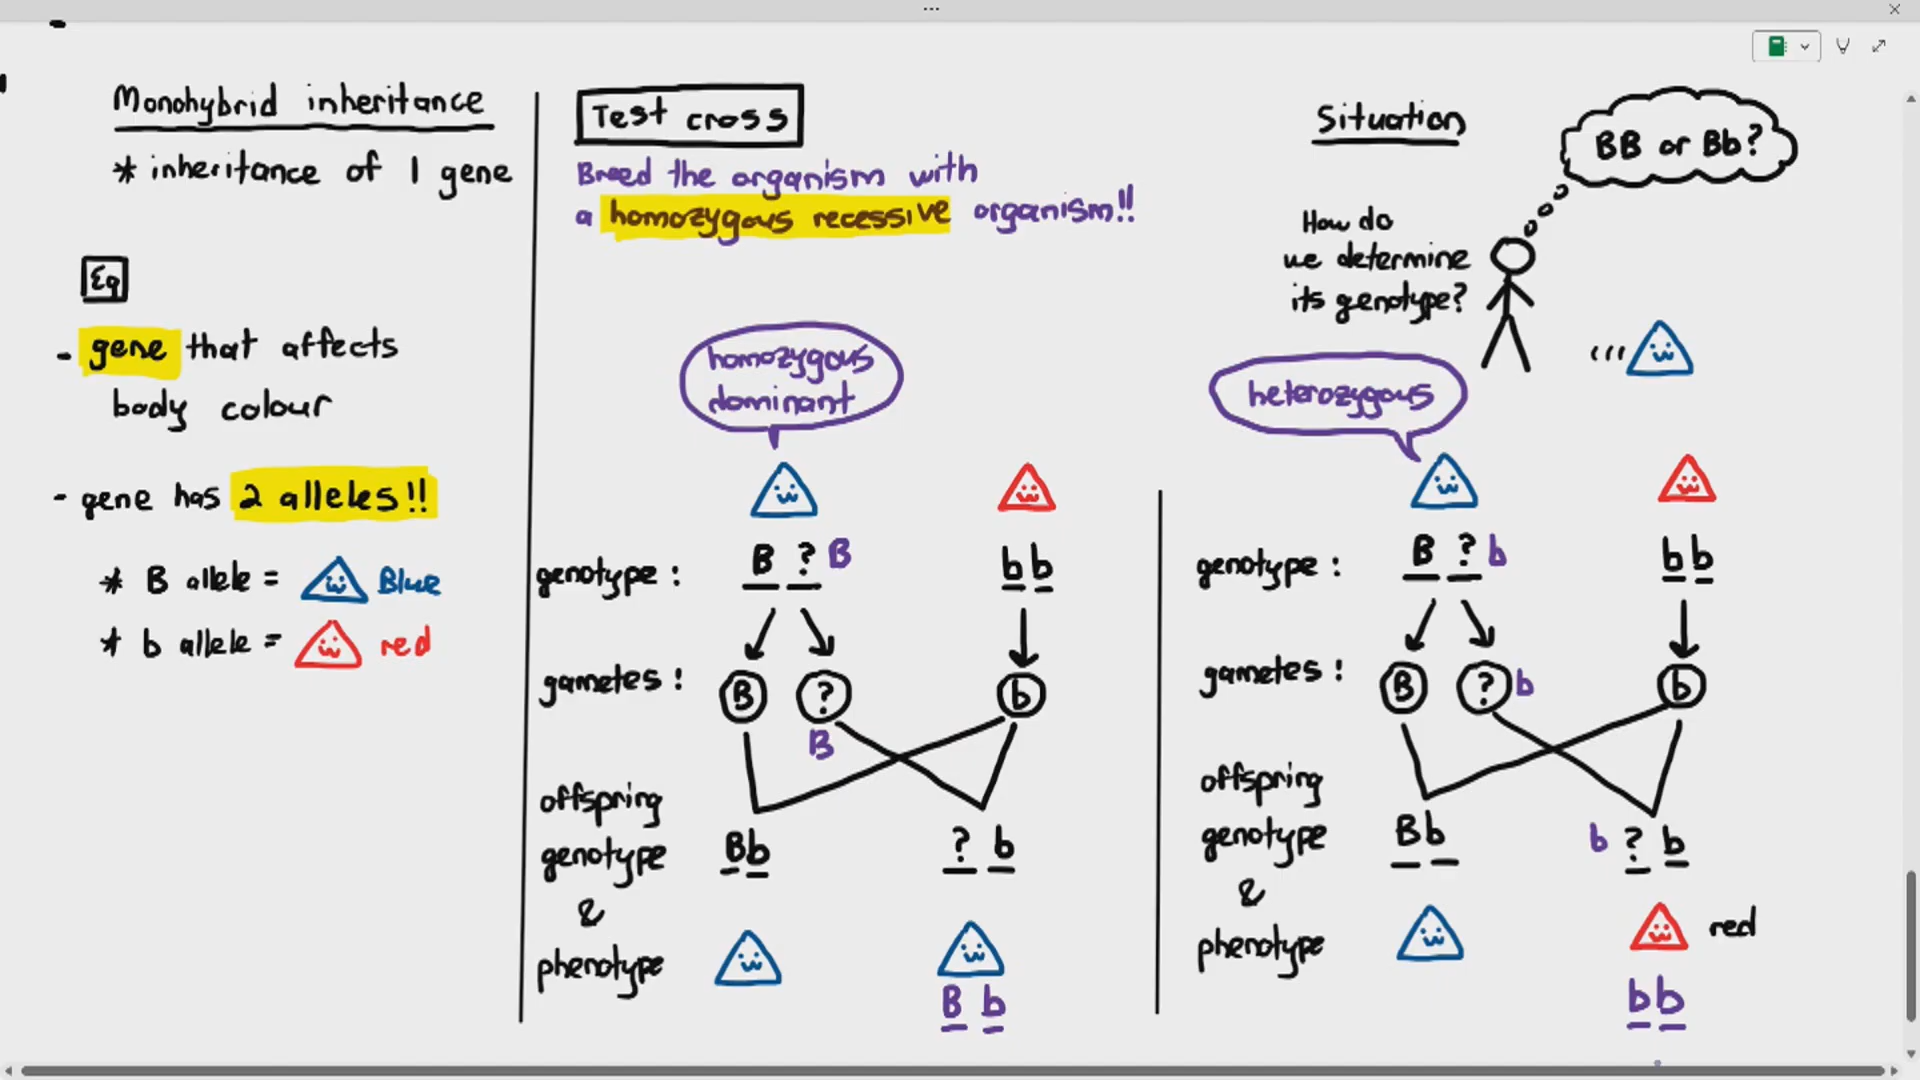 Monohybrid inheritance
* inheritance of 1 gene
Eg
- gene that affects
body colour
- gene has 2 alleles!!
* B allele = Blue
* b allele = red
Test cross
Breed the organism with
a homozygous recessive organism!!
homozygous
dominant
genotype : B ? B b b
gametes : B ? b
B
offspring
genotype Bb ? b
&
phenotype
B b
Situation
BB or Bb?
How do
we determine
its genotype?
heterozygous
genotype : B ? b b b
gametes : B ? b b
offspring
genotype Bb b ? b
&
phenotype red
b b